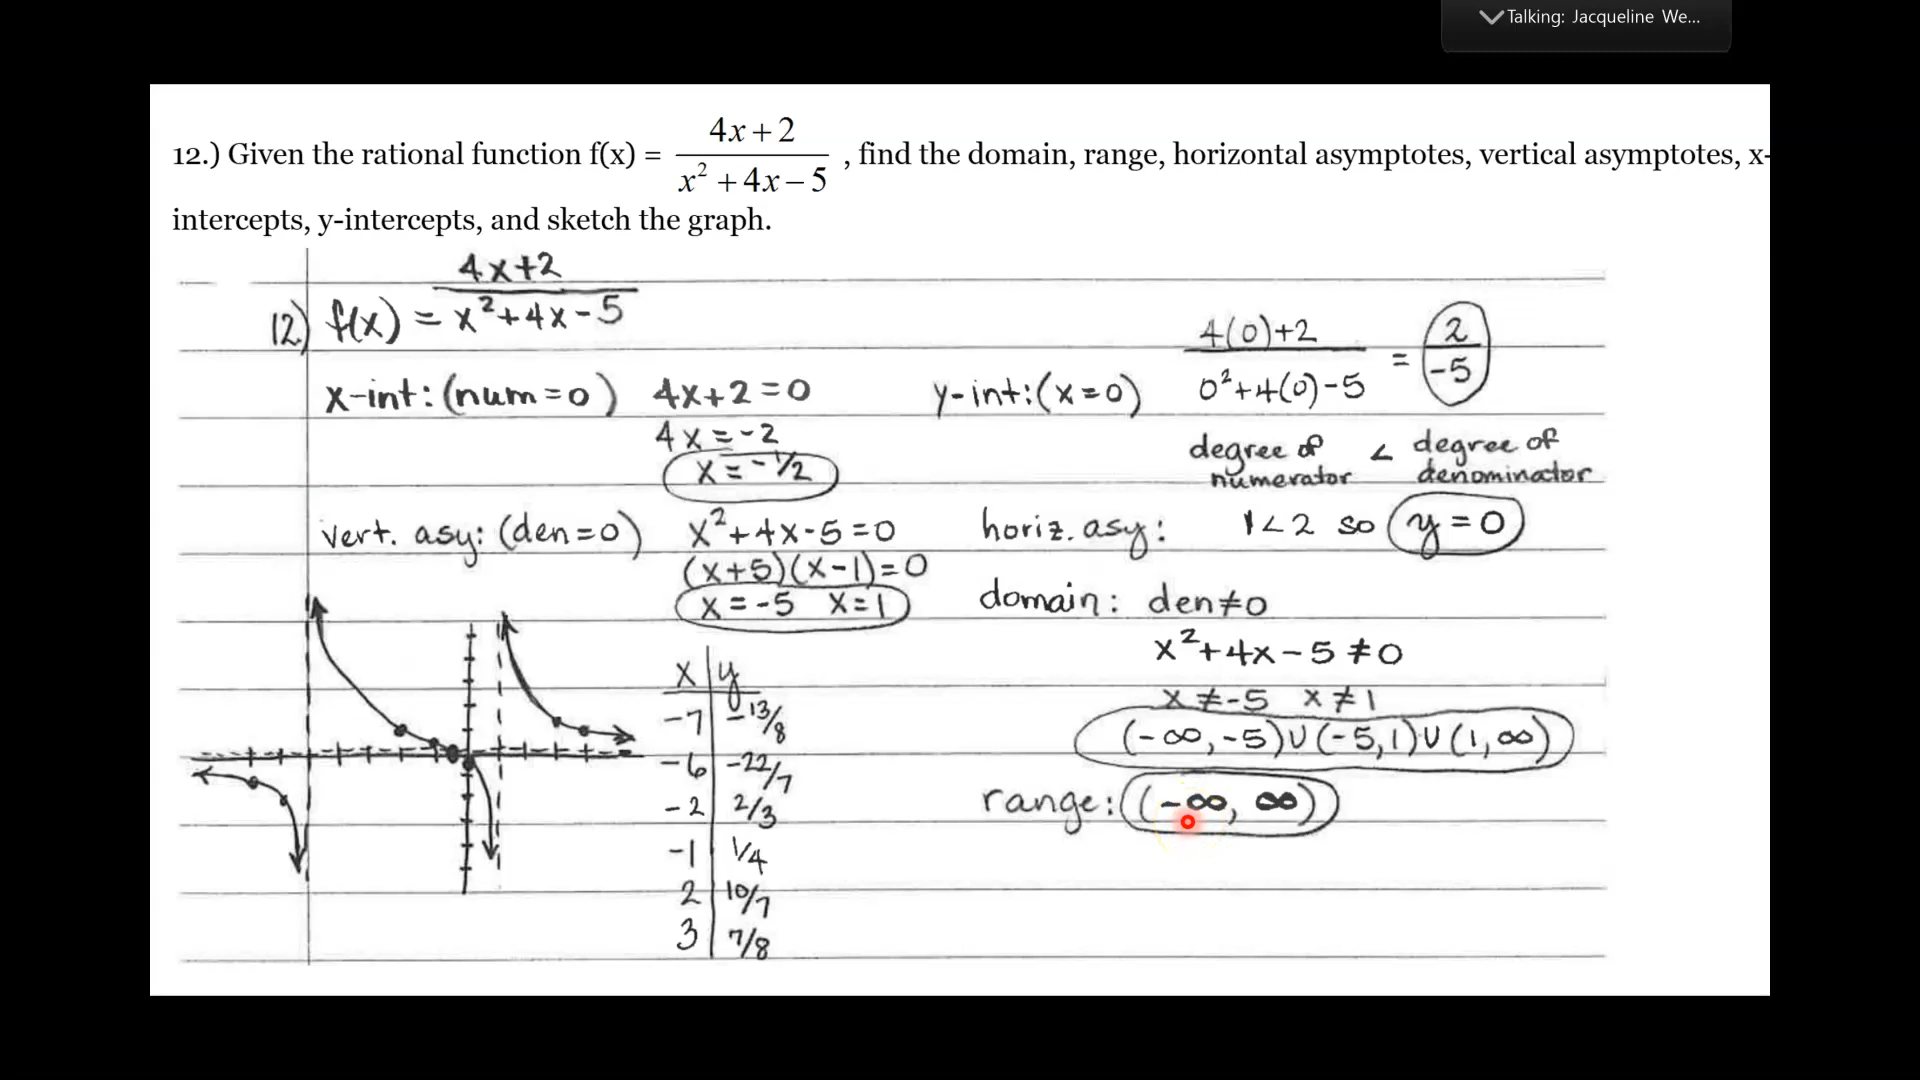 Talking: Jacqueline We...
12.) Given the rational function f(x) = (4x + 2)/(x² + 4x − 5), find the domain, range, horizontal asymptotes, vertical asymptotes, x-
intercepts, y-intercepts, and sketch the graph.
12) f(x) = (4x+2)/(x²+4x-5)
x-int: (num=0) 4x+2=0
4x=-2
x=-1/2
y-int: (x=0) (4(0)+2)/(0²+4(0)-5) = 2/-5
vert. asy: (den=0) x²+4x-5=0
(x+5)(x-1)=0
x=-5 x=1
degree of numerator < degree of denominator
horiz. asy: 1<2 so y=0
domain: den≠0
x²+4x-5≠0
x≠-5 x≠1
(-∞,-5)∪(-5,1)∪(1,∞)
range: (-∞, ∞)
x | y
-7 | -13/8
-6 | -22/7
-2 | 2/3
-1 | 1/4
2 | 10/7
3 | 7/8